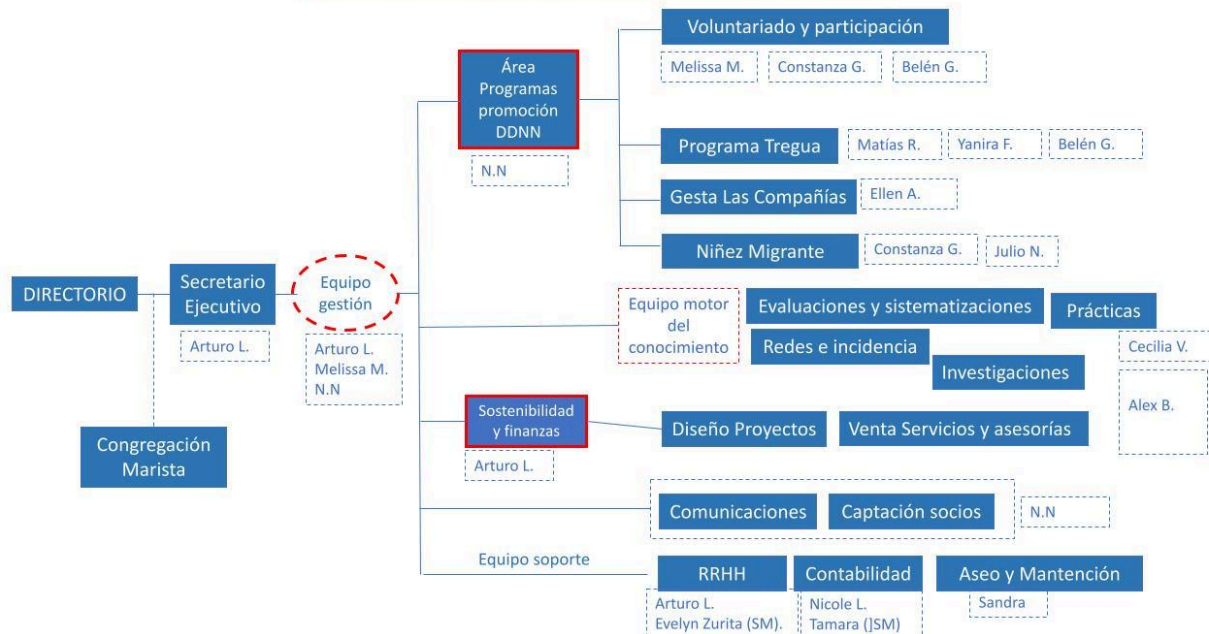 Voluntariado y participación
Melissa M.
Constanza G.
Belén G.
Área
Programas
promoción
DDNN
N.N
Programa Tregua
Matías R.
Yanira F.
Belén G.
Gesta Las Compañías
Ellen A.
Niñez Migrante
Constanza G.
Julio N.
DIRECTORIO
Secretario
Ejecutivo
Arturo L.
Equipo
gestión
Arturo L.
Melissa M.
N.N
Congregación
Marista
Equipo motor
del
conocimiento
Evaluaciones y sistematizaciones
Prácticas
Redes e incidencia
Investigaciones
Cecilia V.
Alex B.
Sostenibilidad
y finanzas
Arturo L.
Diseño Proyectos
Venta Servicios y asesorías
Comunicaciones
Captación socios
N.N
Equipo soporte
RRHH
Arturo L.
Evelyn Zurita (SM).
Contabilidad
Nicole L.
Tamara (]SM)
Aseo y Mantención
Sandra